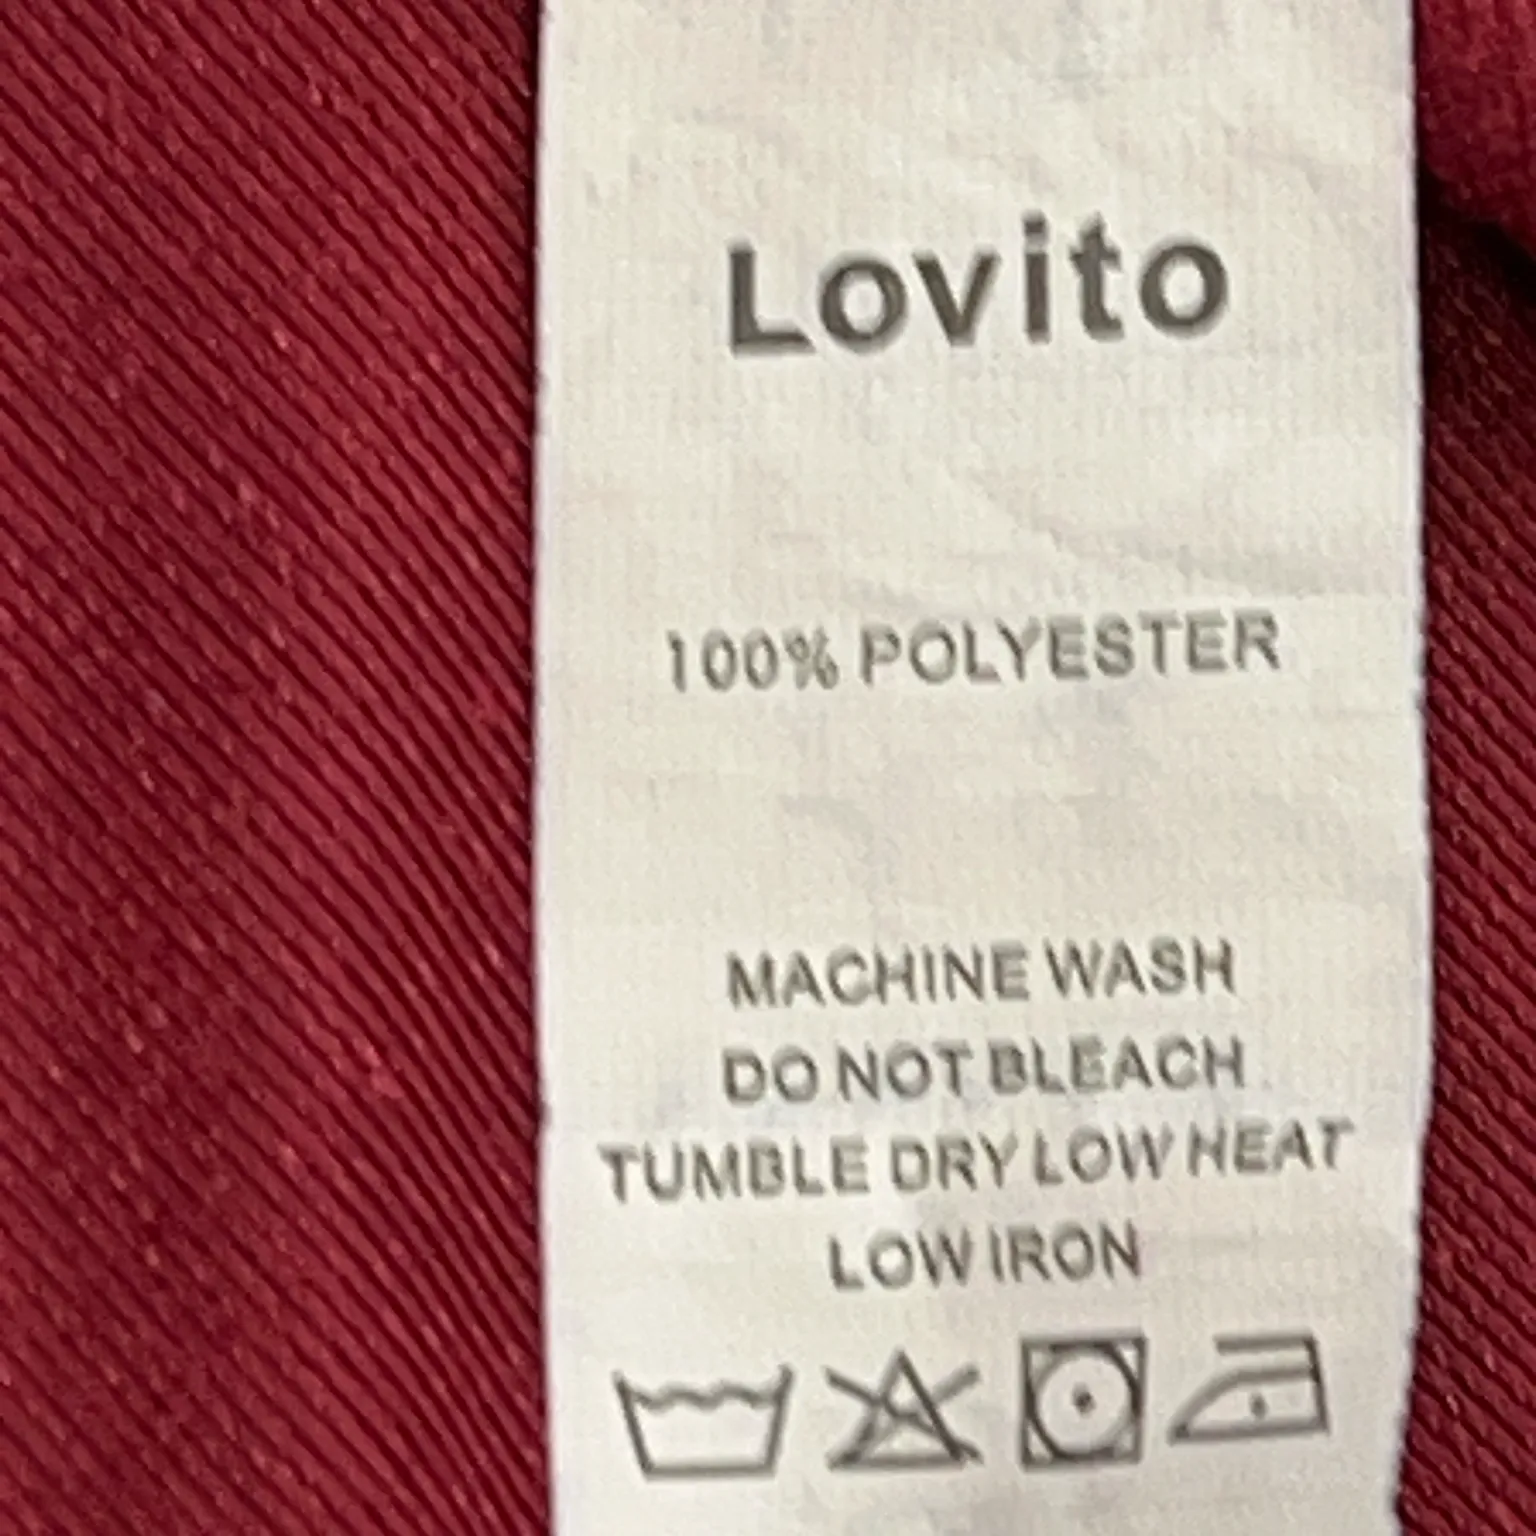 Lovito
100% POLYESTER
MACHINE WASH
DO NOT BLEACH
TUMBLE DRY LOW HEAT
LOW IRON